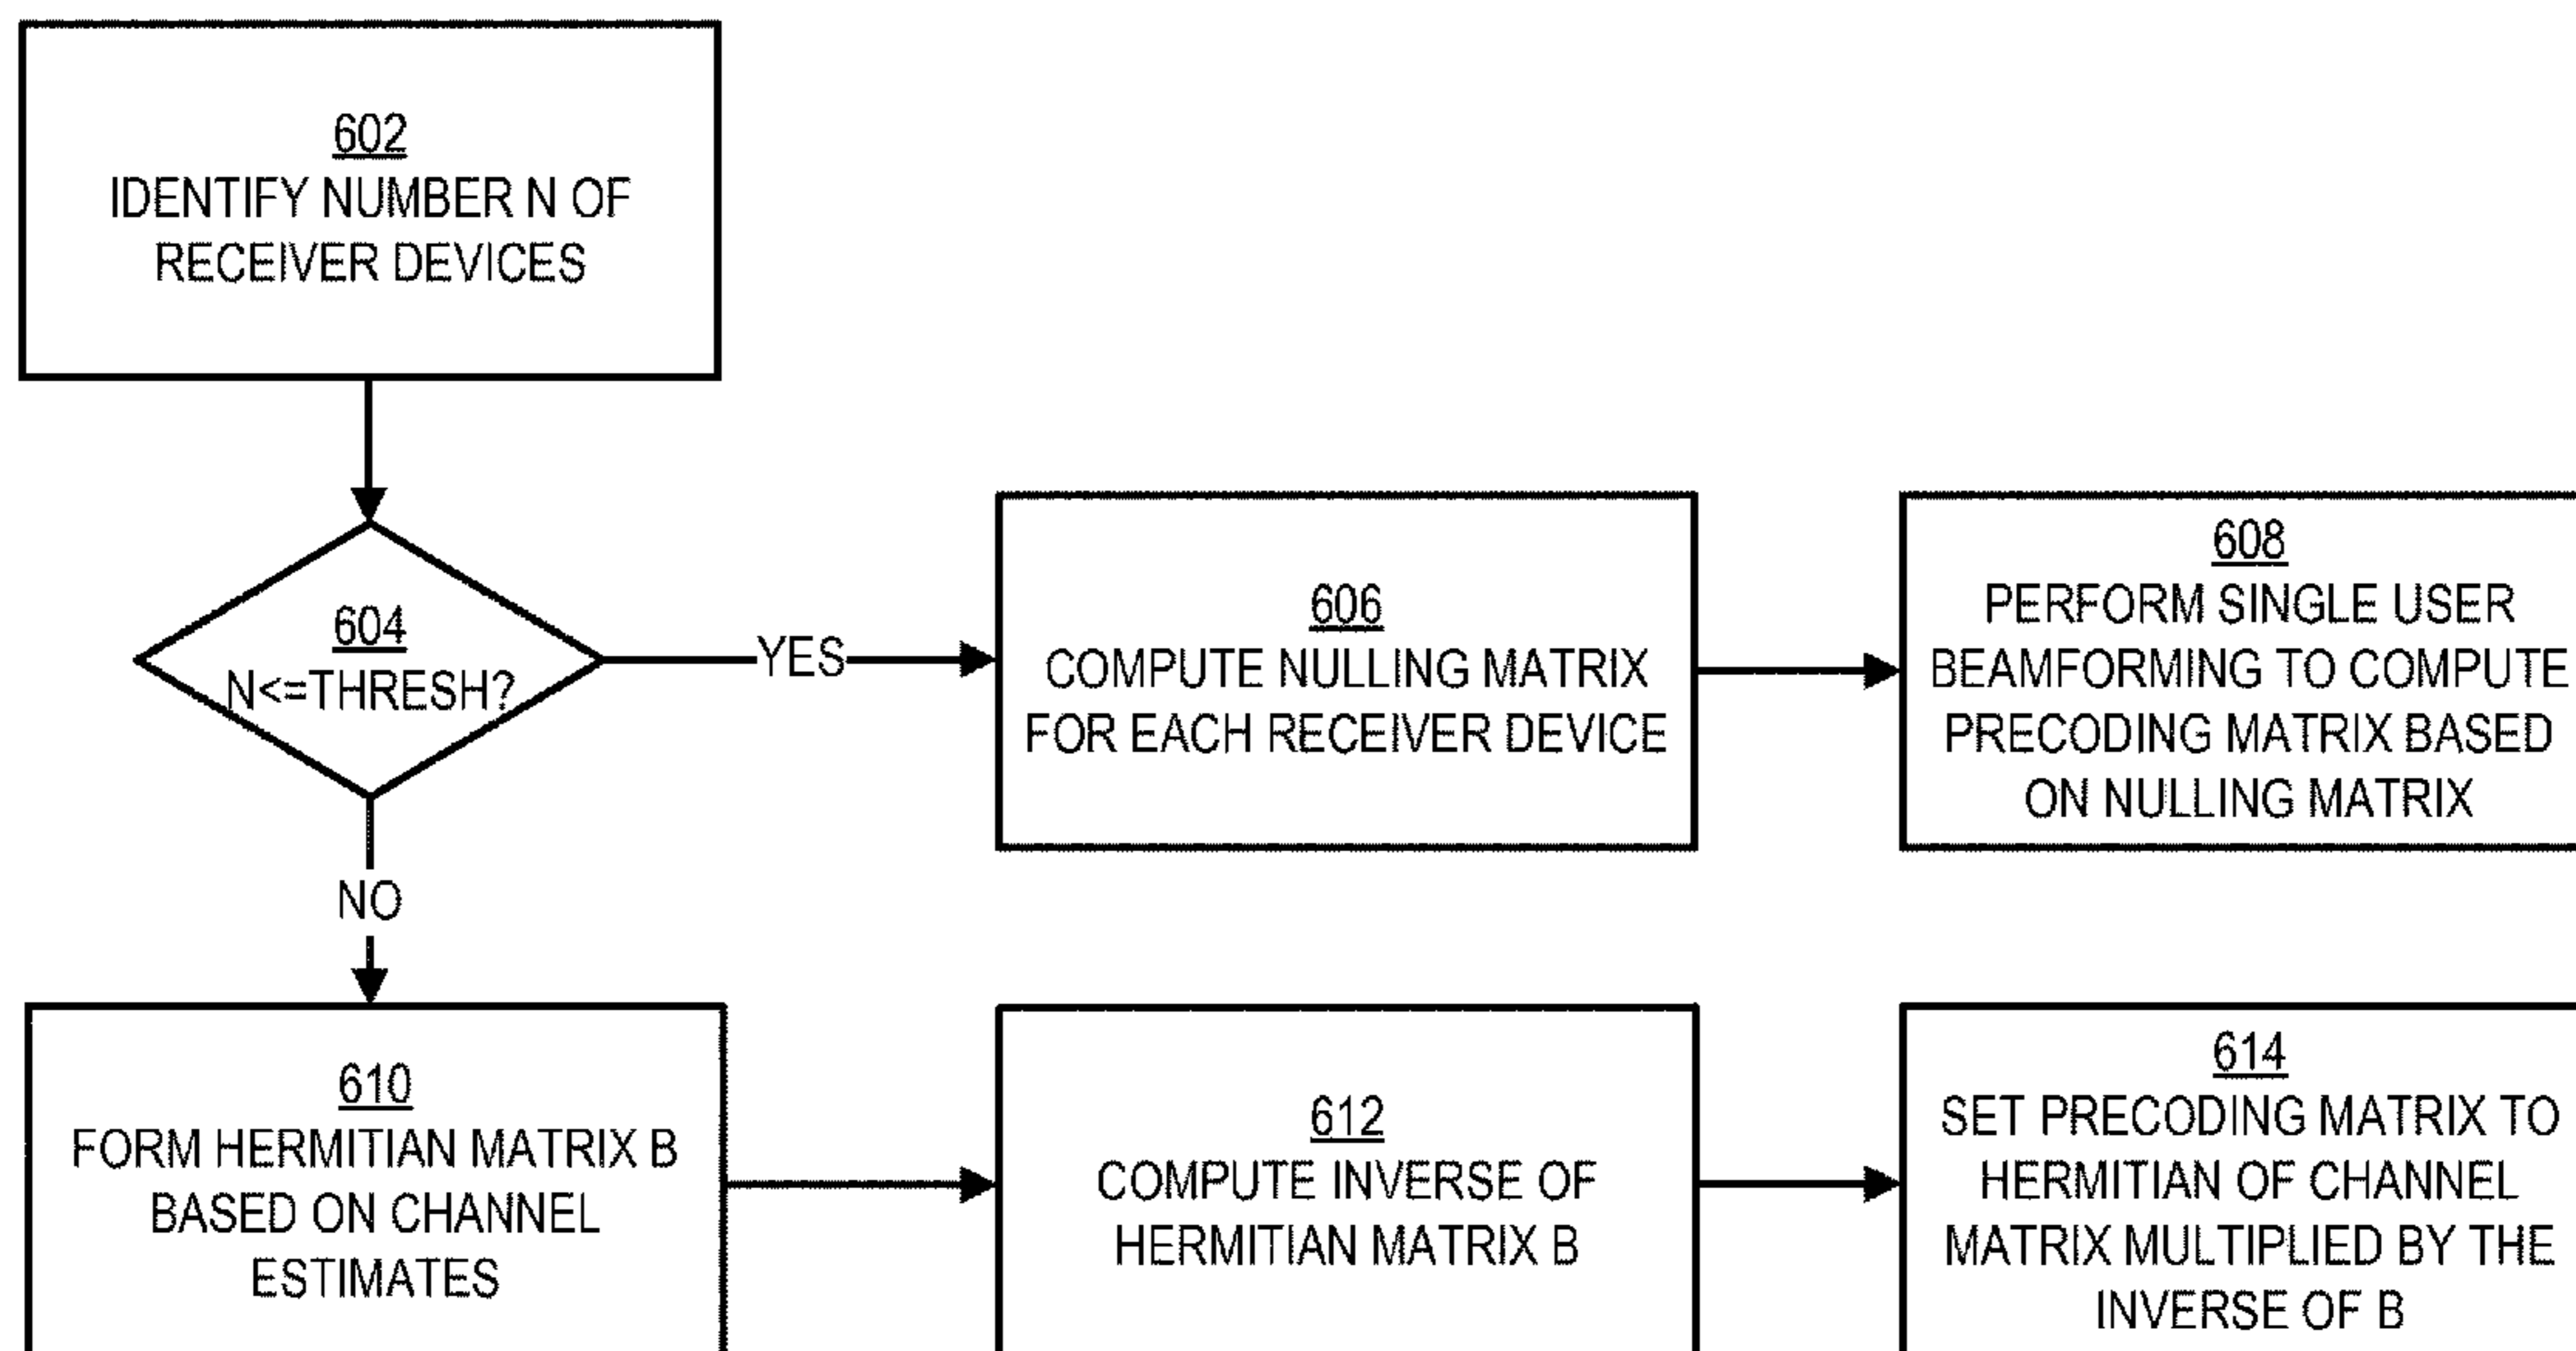 602
IDENTIFY NUMBER N OF
RECEIVER DEVICES
604
N<=THRESH?
YES
606
COMPUTE NULLING MATRIX
FOR EACH RECEIVER DEVICE
608
PERFORM SINGLE USER
BEAMFORMING TO COMPUTE
PRECODING MATRIX BASED
ON NULLING MATRIX
NO
610
FORM HERMITIAN MATRIX B
BASED ON CHANNEL
ESTIMATES
612
COMPUTE INVERSE OF
HERMITIAN MATRIX B
614
SET PRECODING MATRIX TO
HERMITIAN OF CHANNEL
MATRIX MULTIPLIED BY THE
INVERSE OF B